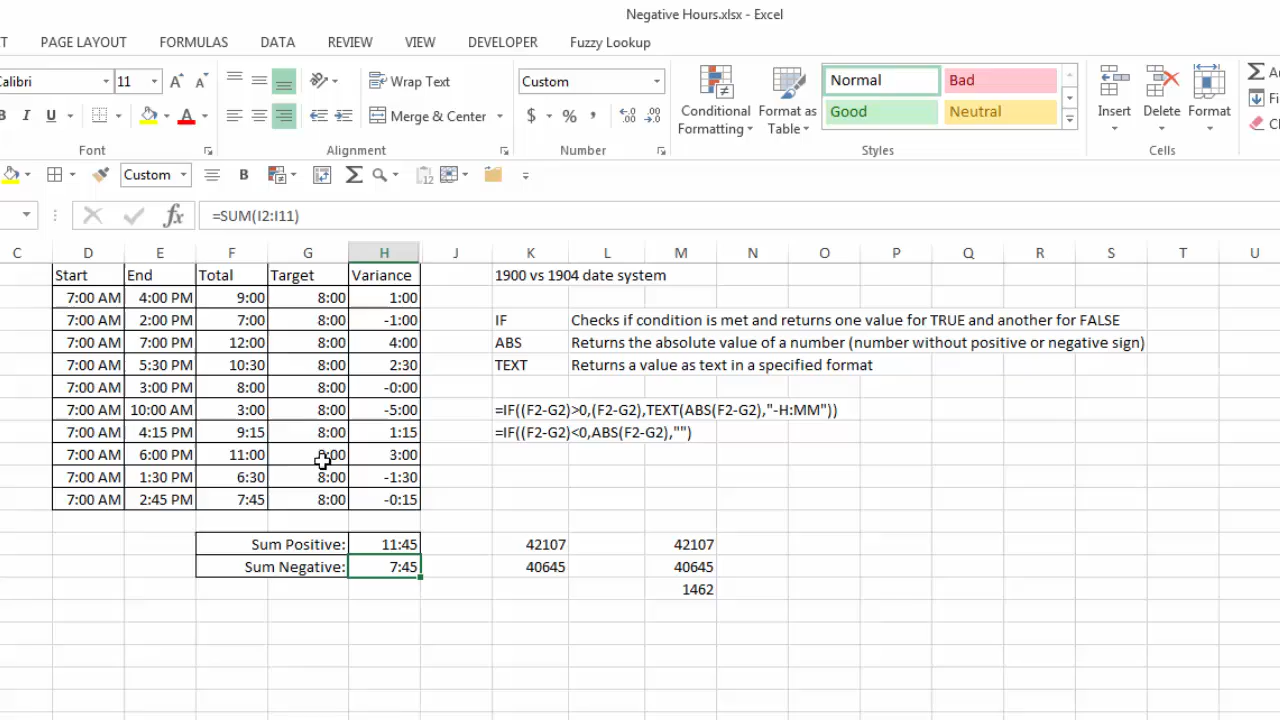 Negative Hours.xlsx - Excel
T PAGE LAYOUT FORMULAS DATA REVIEW VIEW DEVELOPER Fuzzy Lookup
Calibri 11 A A Wrap Text Custom Normal Bad Σ
B I U A Merge & Center $ % , .0 .00 .00 .0 Conditional Formatting Format as Table Good Neutral Insert Delete Format Fi
Font Alignment Number Styles Cells
Custom B Σ 12
fx =SUM(I2:I11)
C D E F G H J K L M N O P Q R S T U
Start End Total Target Variance 1900 vs 1904 date system
7:00 AM 4:00 PM 9:00 8:00 1:00
7:00 AM 2:00 PM 7:00 8:00 -1:00 IF Checks if condition is met and returns one value for TRUE and another for FALSE
7:00 AM 7:00 PM 12:00 8:00 4:00 ABS Returns the absolute value of a number (number without positive or negative sign)
7:00 AM 5:30 PM 10:30 8:00 2:30 TEXT Returns a value as text in a specified format
7:00 AM 3:00 PM 8:00 8:00 -0:00
7:00 AM 10:00 AM 3:00 8:00 -5:00 =IF((F2-G2)>0,(F2-G2),TEXT(ABS(F2-G2),"-H:MM"))
7:00 AM 4:15 PM 9:15 8:00 1:15 =IF((F2-G2)<0,ABS(F2-G2),"")
7:00 AM 6:00 PM 11:00 :00 3:00
7:00 AM 1:30 PM 6:30 8:00 -1:30
7:00 AM 2:45 PM 7:45 8:00 -0:15
Sum Positive: 11:45 42107 42107
Sum Negative: 7:45 40645 40645
1462